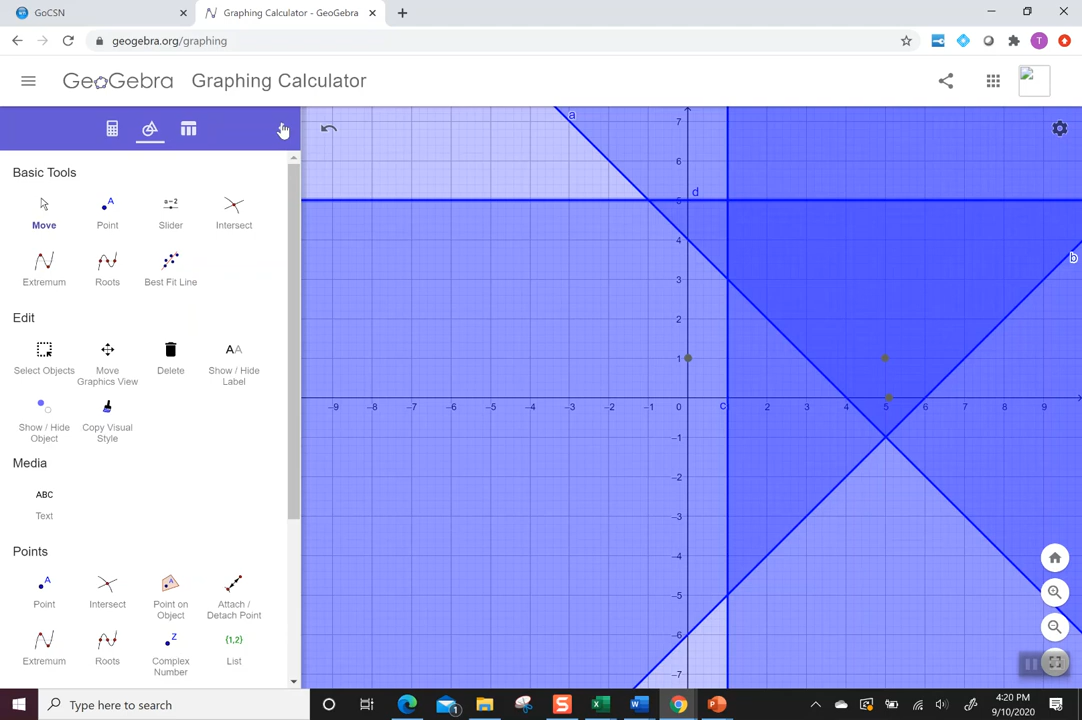 GoCSN
Graphing Calculator - GeoGebra
geogebra.org/graphing
T
GeoGebra Graphing Calculator
Basic Tools
Move
A
Point
a=2
Slider
Intersect
Extremum
Roots
Best Fit Line
Edit
Select Objects
Move
Graphics View
Delete
AA
Show / Hide
Label
Show / Hide
Object
Copy Visual
Style
Media
ABC
Text
Points
A
Point
Intersect
A
Point on
Object
Attach /
Detach Point
Extremum
Roots
Z
Complex
Number
{1,2}
List
a
d
b
c
7
6
5
4
3
2
1
–1
–2
–3
–4
–5
–6
–7
–9 –8 –7 –6 –5 –4 –3 –2 –1 0 2 3 4 5 6 7 8 9
Type here to search
1
4:20 PM
9/10/2020